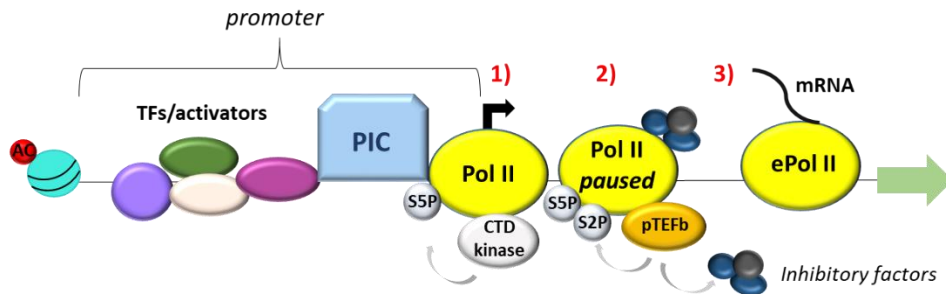 promoter
1)
2)
3)
mRNA
TFs/activators
AC
PIC
Pol II
Pol II
paused
ePol II
S5P
CTD
kinase
S5P
S2P
pTEFb
Inhibitory factors